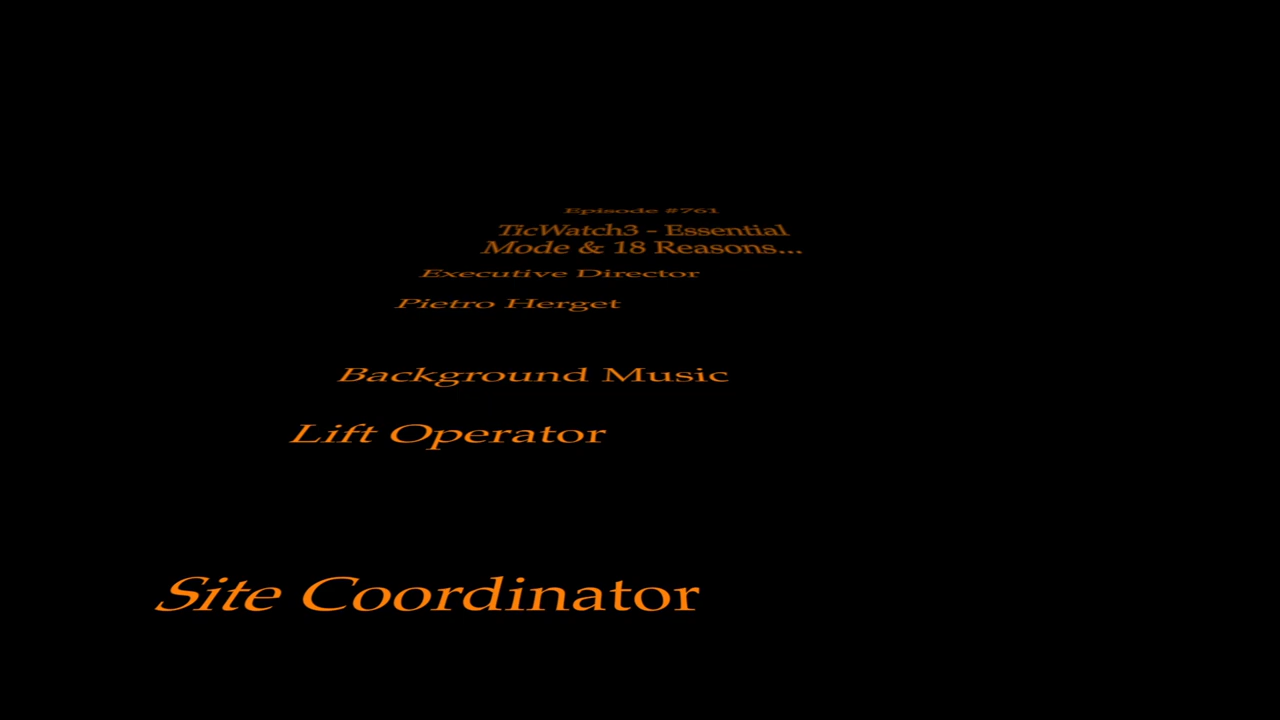 Episode #761
TicWatch3 - Essential
Mode & 18 Reasons...
Executive Director
Pietro Herget
Background Music
Lift Operator
Site Coordinator